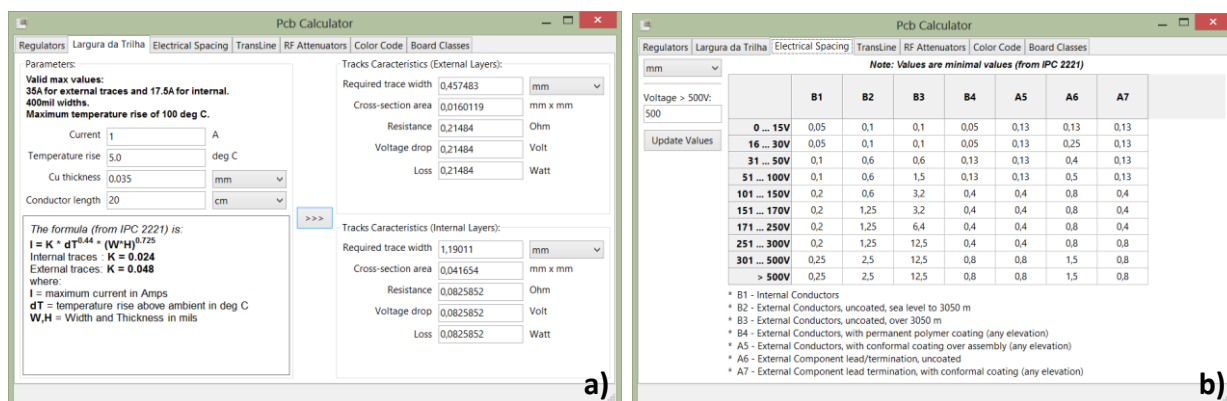 Pcb Calculator
Regulators Largura da Trilha Electrical Spacing TransLine RF Attenuators Color Code Board Classes
Parameters:
Valid max values:
35A for external traces and 17.5A for internal.
400mil widths.
Maximum temperature rise of 100 deg C.
Current 1 A
Temperature rise 5.0 deg C
Cu thickness 0.035 mm
Conductor length 20 cm
The formula (from IPC 2221) is:
I = K * dT^0.44 * (W*H)^0.725
Internal traces : K = 0.024
External traces: K = 0.048
where:
I = maximum current in Amps
dT = temperature rise above ambient in deg C
W,H = Width and Thickness in mils
>>>
Tracks Caracteristics (External Layers):
Required trace width 0,457483 mm
Cross-section area 0,0160119 mm x mm
Resistance 0,21484 Ohm
Voltage drop 0,21484 Volt
Loss 0,21484 Watt
Tracks Caracteristics (Internal Layers):
Required trace width 1,19011 mm
Cross-section area 0,041654 mm x mm
Resistance 0,0825852 Ohm
Voltage drop 0,0825852 Volt
Loss 0,0825852 Watt
a)
Pcb Calculator
Regulators Largura da Trilha Electrical Spacing TransLine RF Attenuators Color Code Board Classes
mm
Voltage > 500V:
500
Update Values
Note: Values are minimal values (from IPC 2221)
B1 B2 B3 B4 A5 A6 A7
0 ... 15V 0,05 0,1 0,1 0,05 0,13 0,13 0,13
16 ... 30V 0,05 0,1 0,1 0,05 0,13 0,25 0,13
31 ... 50V 0,1 0,6 0,6 0,13 0,13 0,4 0,13
51 ... 100V 0,1 0,6 1,5 0,13 0,13 0,5 0,13
101 ... 150V 0,2 0,6 3,2 0,4 0,4 0,8 0,4
151 ... 170V 0,2 1,25 3,2 0,4 0,4 0,8 0,4
171 ... 250V 0,2 1,25 6,4 0,4 0,4 0,8 0,4
251 ... 300V 0,2 1,25 12,5 0,4 0,4 0,8 0,8
301 ... 500V 0,25 2,5 12,5 0,8 0,8 1,5 0,8
> 500V 0,25 2,5 12,5 0,8 0,8 1,5 0,8
* B1 - Internal Conductors
* B2 - External Conductors, uncoated, sea level to 3050 m
* B3 - External Conductors, uncoated, over 3050 m
* B4 - External Conductors, with permanent polymer coating (any elevation)
* A5 - External Conductors, with conformal coating over assembly (any elevation)
* A6 - External Component lead/termination, uncoated
* A7 - External Component lead termination, with conformal coating (any elevation)
b)